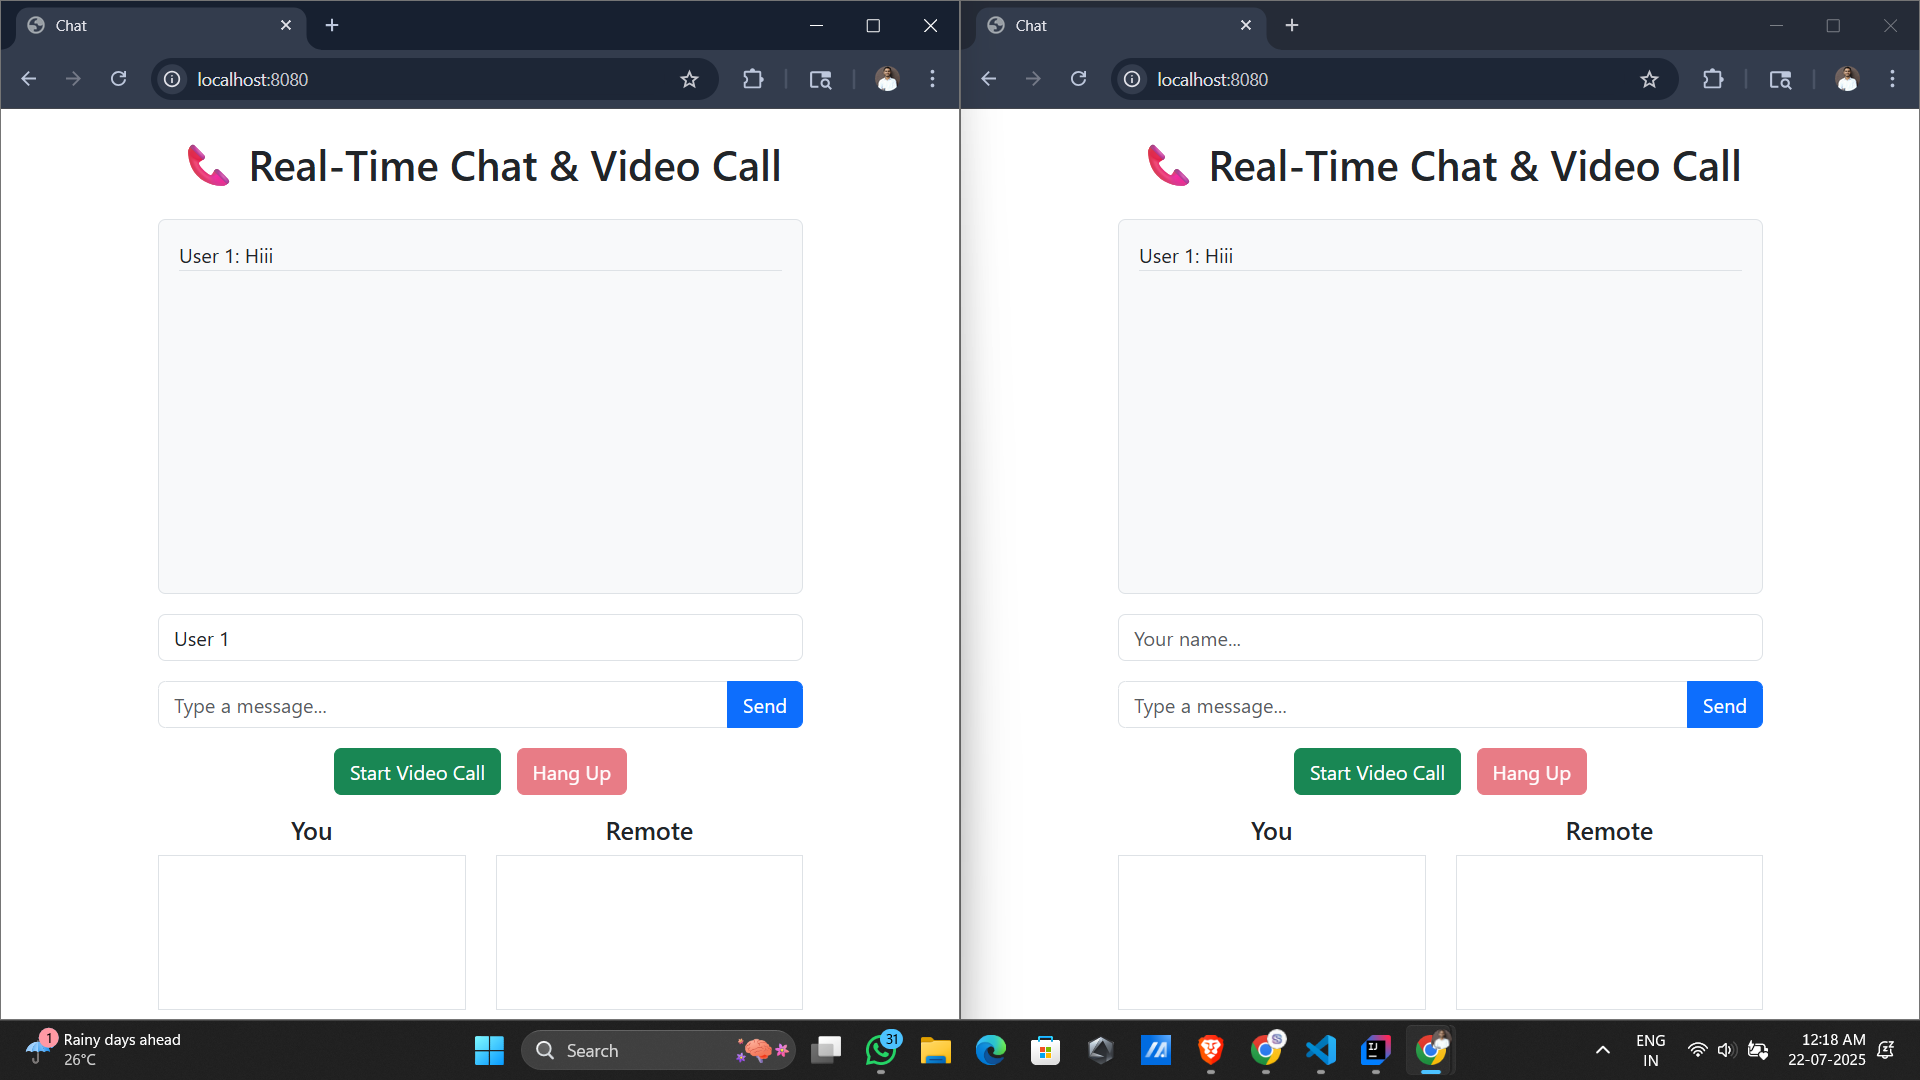 Chat
localhost:8080
Real-Time Chat & Video Call
User 1: Hiii
User 1
Type a message...
Send
Start Video Call
Hang Up
You
Remote
Chat
localhost:8080
Real-Time Chat & Video Call
User 1: Hiii
Your name...
Type a message...
Send
Start Video Call
Hang Up
You
Remote
1
Rainy days ahead
26°C
Search
31
S
IJ
ENG
IN
12:18 AM
22-07-2025